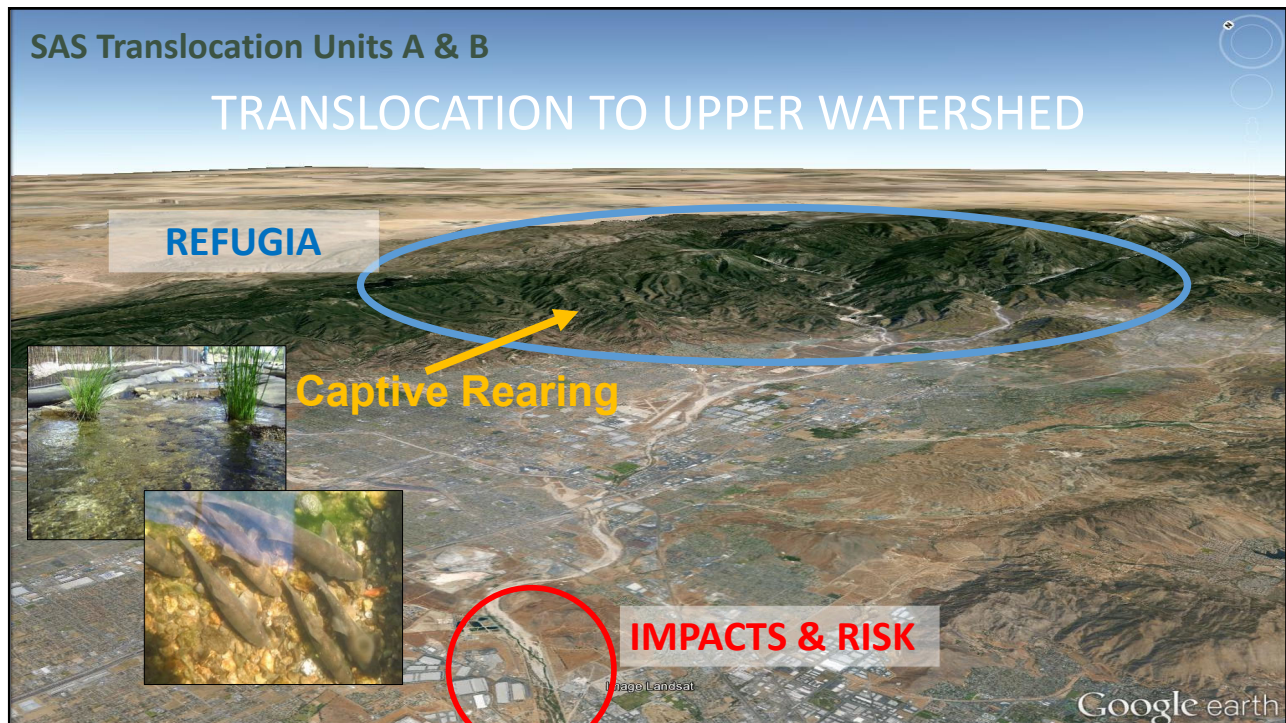 SAS Translocation Units A & B
TRANSLOCATION TO UPPER WATERSHED
REFUGIA
Captive Rearing
IMPACTS & RISK
Image Landsat
Google earth